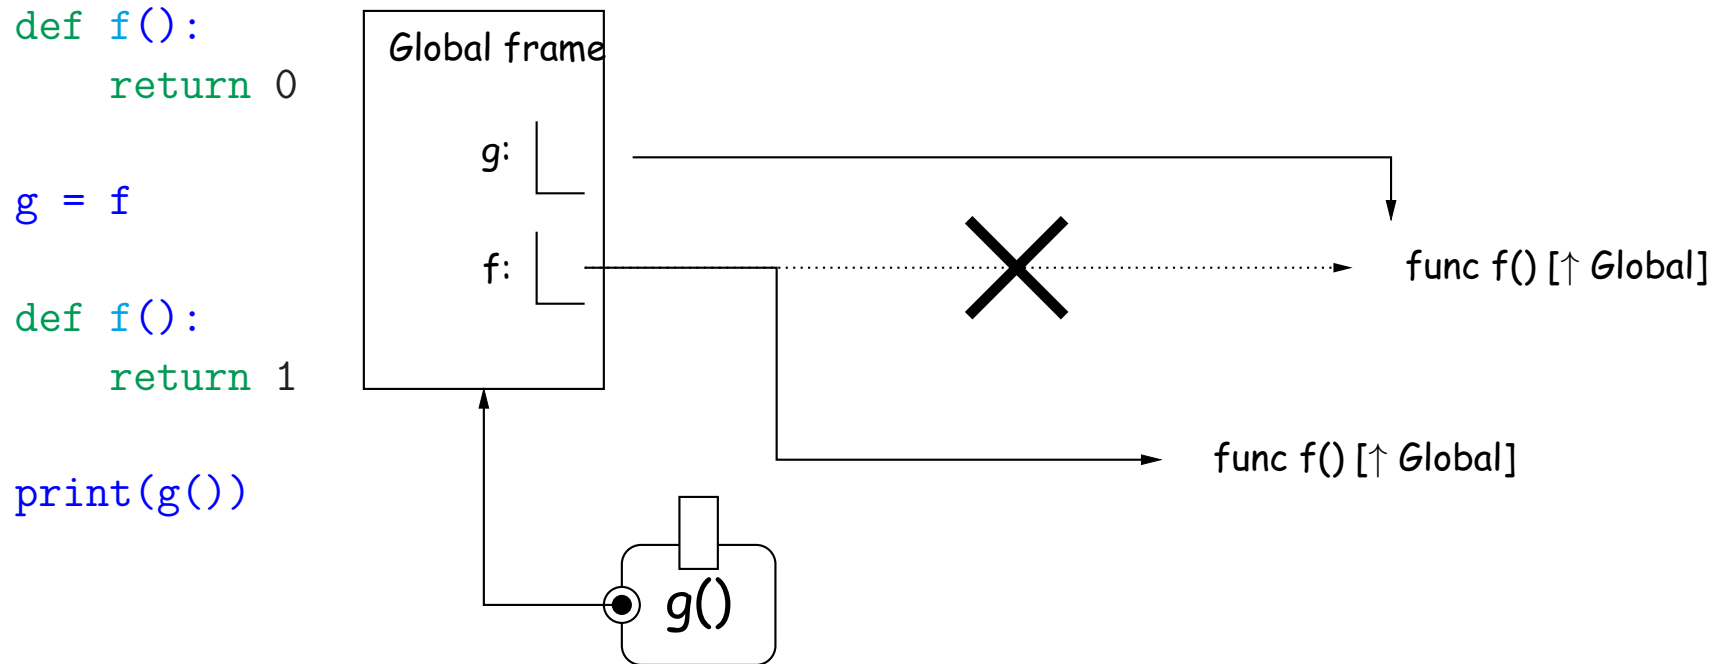 def f():
    return 0
g = f
def f():
    return 1
print(g())
Global frame
g:
f:
func f() [↑ Global]
func f() [↑ Global]
g()